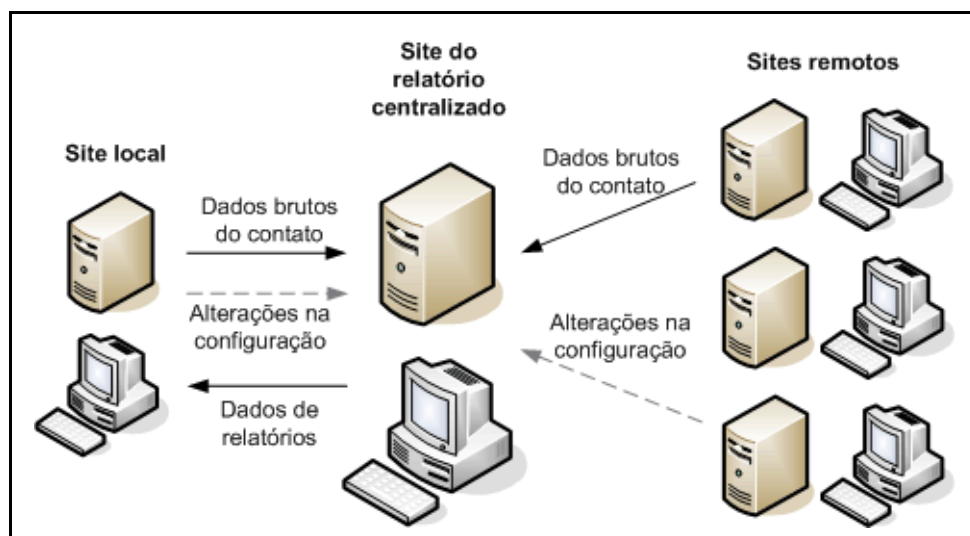 Site local
Dados brutos
do contato
Alterações na
configuração
Dados de
relatórios
Site do
relatório
centralizado
Sites remotos
Dados brutos
do contato
Alterações na
configuração